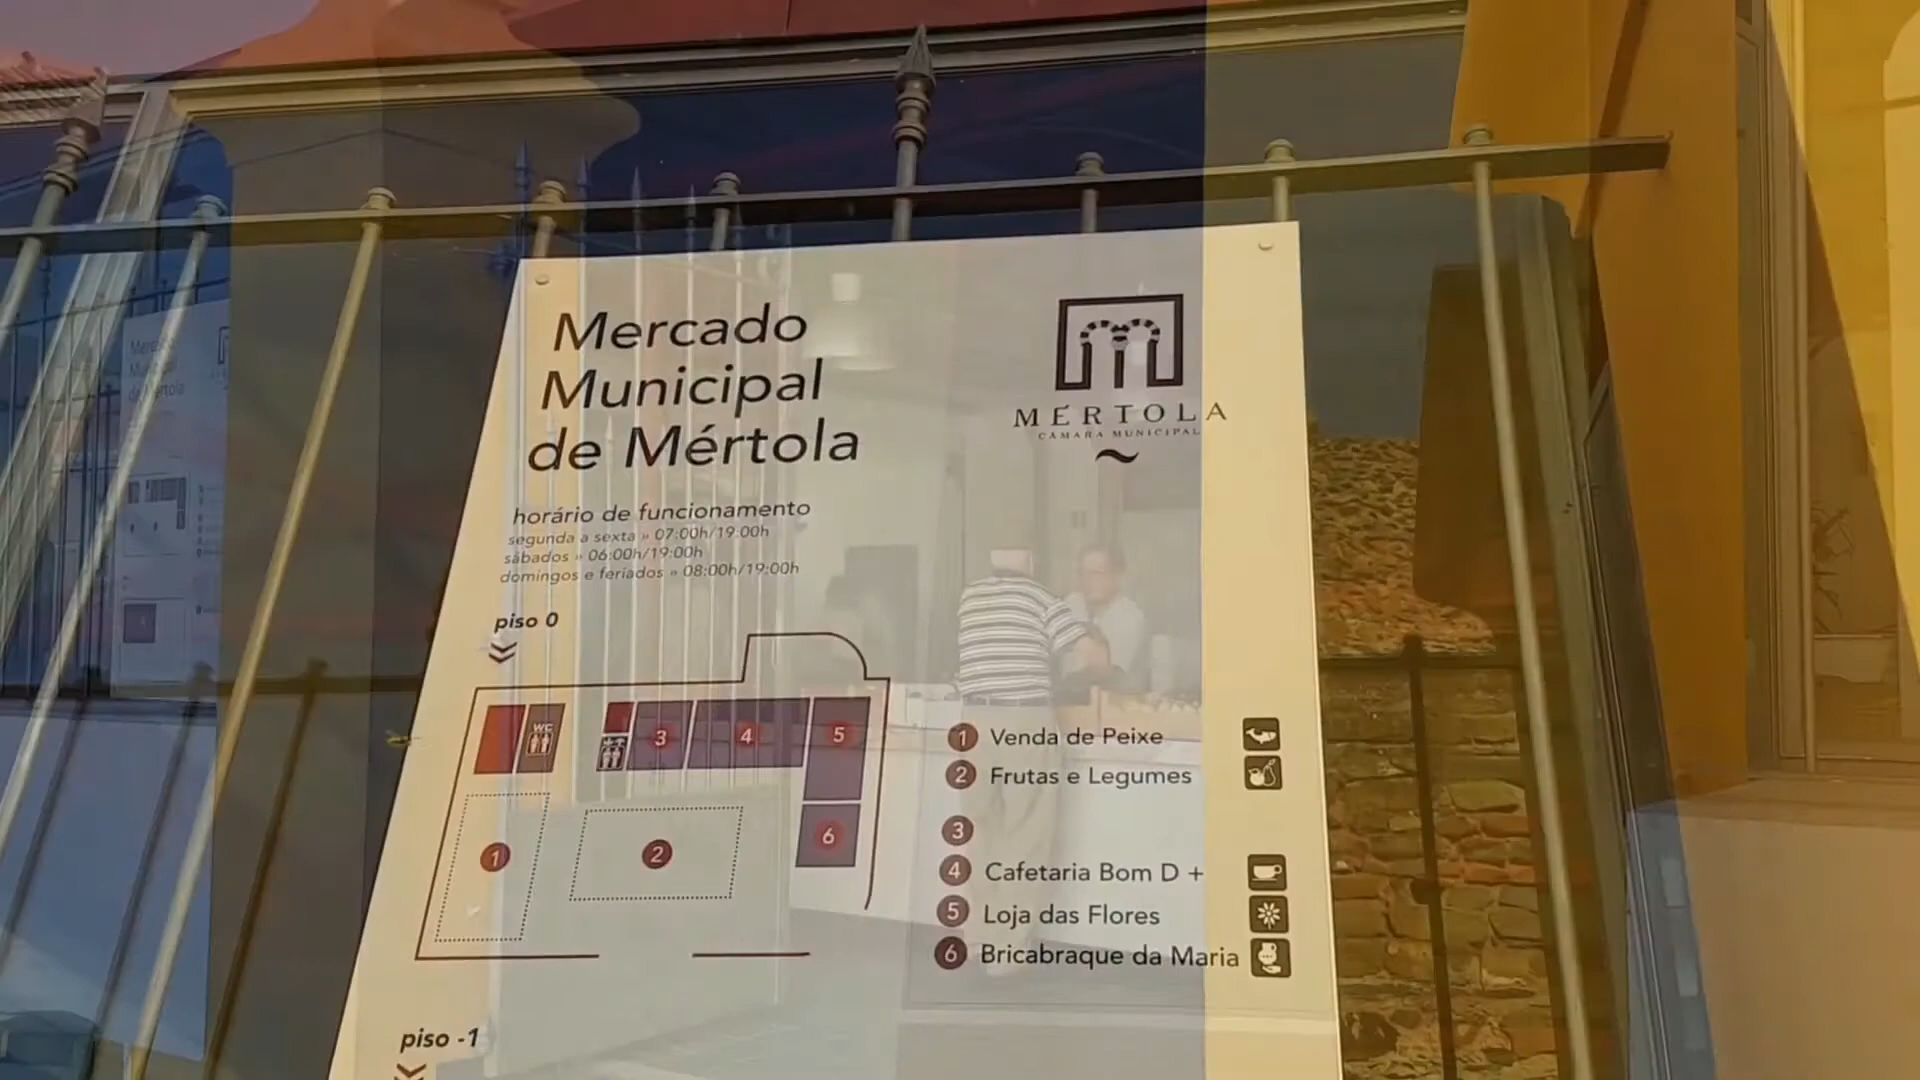 Mercado
Municipal
de Mértola
MÉRTOLA
CÂMARA MUNICIPAL
horário de funcionamento
segunda a sexta » 07:00h/19:00h
sábados » 06:00h/19:00h
domingos e feriados » 08:00h/19:00h
piso 0
WC
3
4
5
6
1
2
1 Venda de Peixe
2 Frutas e Legumes
3
4 Cafetaria Bom D +
5 Loja das Flores
6 Bricabraque da Maria
piso -1